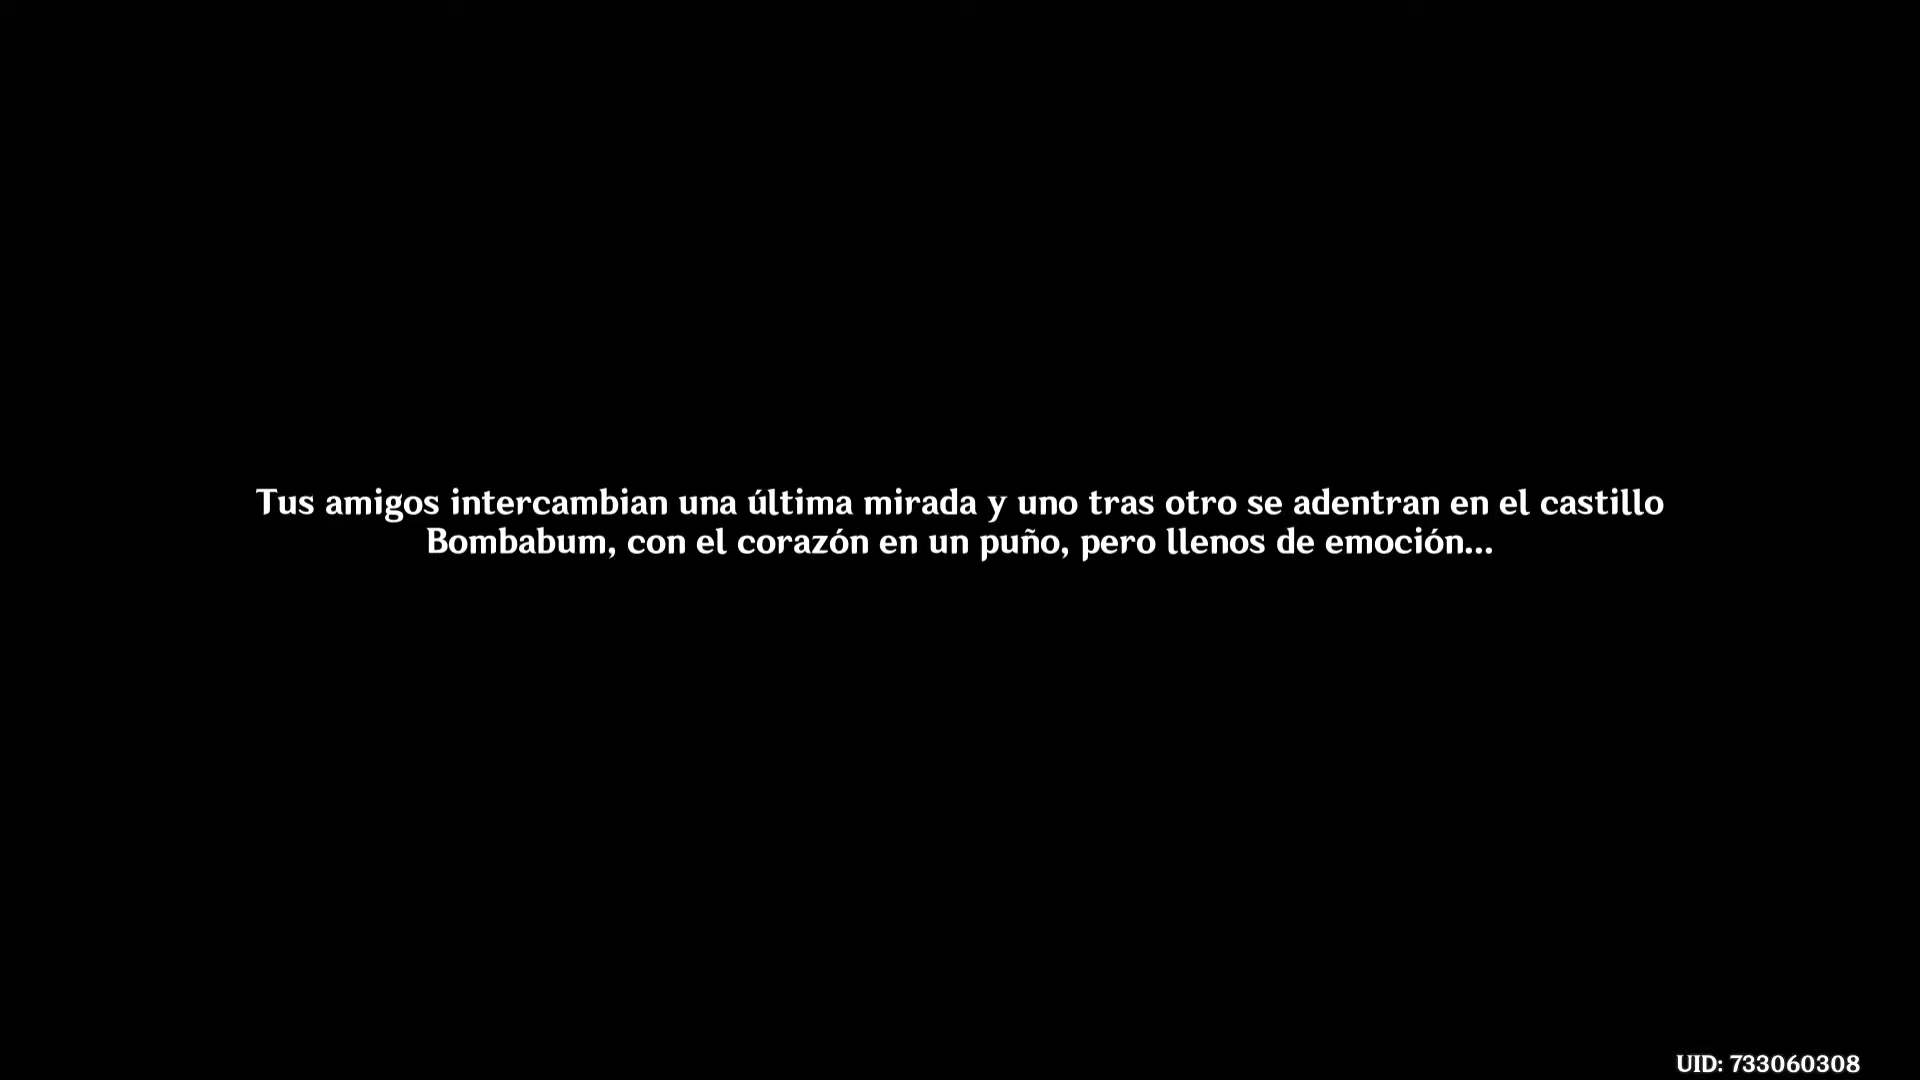 Tus amigos intercambian una última mirada y uno tras otro se adentran en el castillo
Bombabum, con el corazón en un puño, pero llenos de emoción...
UID: 733060308